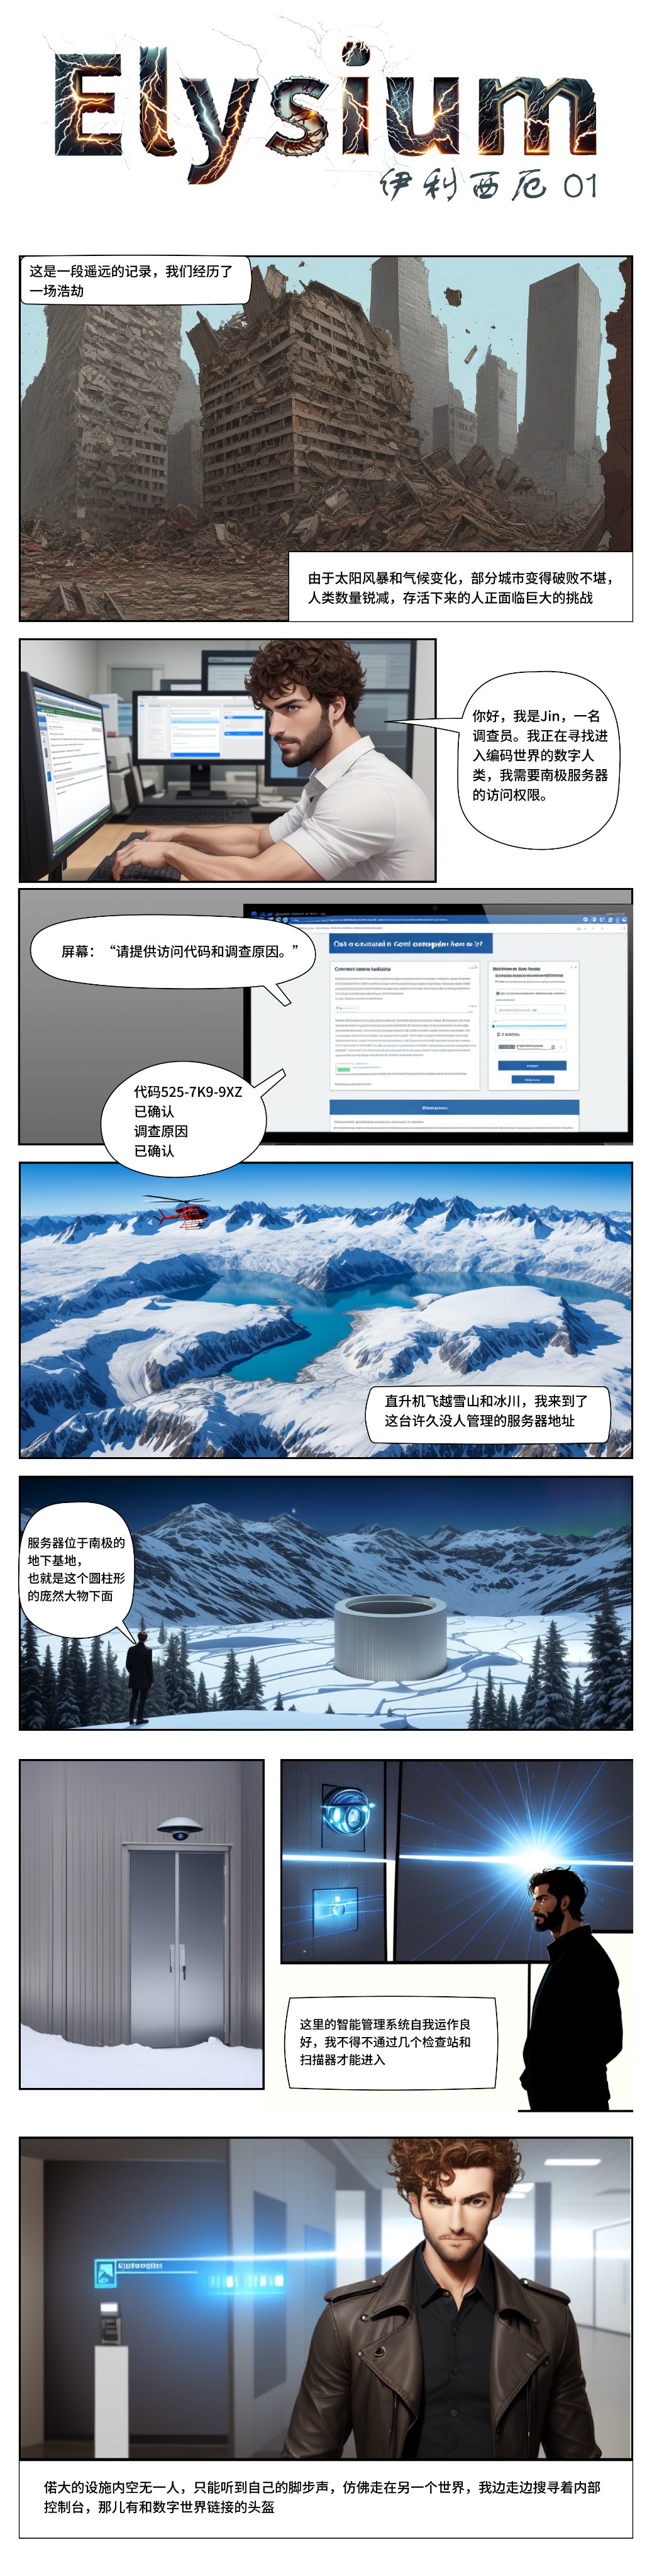 Elysium
伊利西厄 01
这是一段遥远的记录，我们经历了
一场浩劫
由于太阳风暴和气候变化，部分城市变得破败不堪，
人类数量锐减，存活下来的人正面临巨大的挑战
你好，我是Jin，一名
调查员。我正在寻找进
入编码世界的数字人
类，我需要南极服务器
的访问权限。
屏幕：“请提供访问代码和调查原因。”
代码525-7K9-9XZ
已确认
调查原因
已确认
直升机飞越雪山和冰川，我来到了
这台许久没人管理的服务器地址
服务器位于南极的
地下基地，
也就是这个圆柱形
的庞然大物下面
这里的智能管理系统自我运作良
好，我不得不通过几个检查站和
扫描器才能进入
偌大的设施内空无一人，只能听到自己的脚步声，仿佛走在另一个世界，我边走边搜寻着内部
控制台，那儿有和数字世界链接的头盔